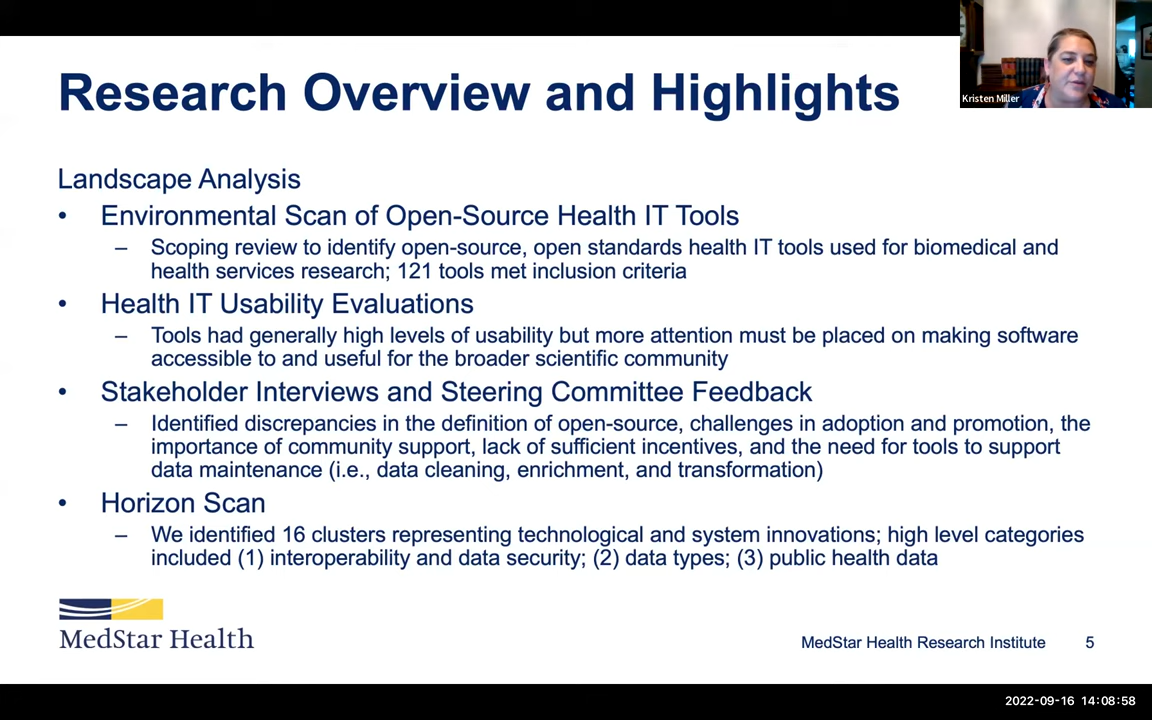 Research Overview and Highlights
Kristen Miller
Landscape Analysis
• Environmental Scan of Open-Source Health IT Tools
– Scoping review to identify open-source, open standards health IT tools used for biomedical and
health services research; 121 tools met inclusion criteria
• Health IT Usability Evaluations
– Tools had generally high levels of usability but more attention must be placed on making software
accessible to and useful for the broader scientific community
• Stakeholder Interviews and Steering Committee Feedback
– Identified discrepancies in the definition of open-source, challenges in adoption and promotion, the
importance of community support, lack of sufficient incentives, and the need for tools to support
data maintenance (i.e., data cleaning, enrichment, and transformation)
• Horizon Scan
– We identified 16 clusters representing technological and system innovations; high level categories
included (1) interoperability and data security; (2) data types; (3) public health data
MedStar Health
MedStar Health Research Institute 5
2022-09-16 14:08:58